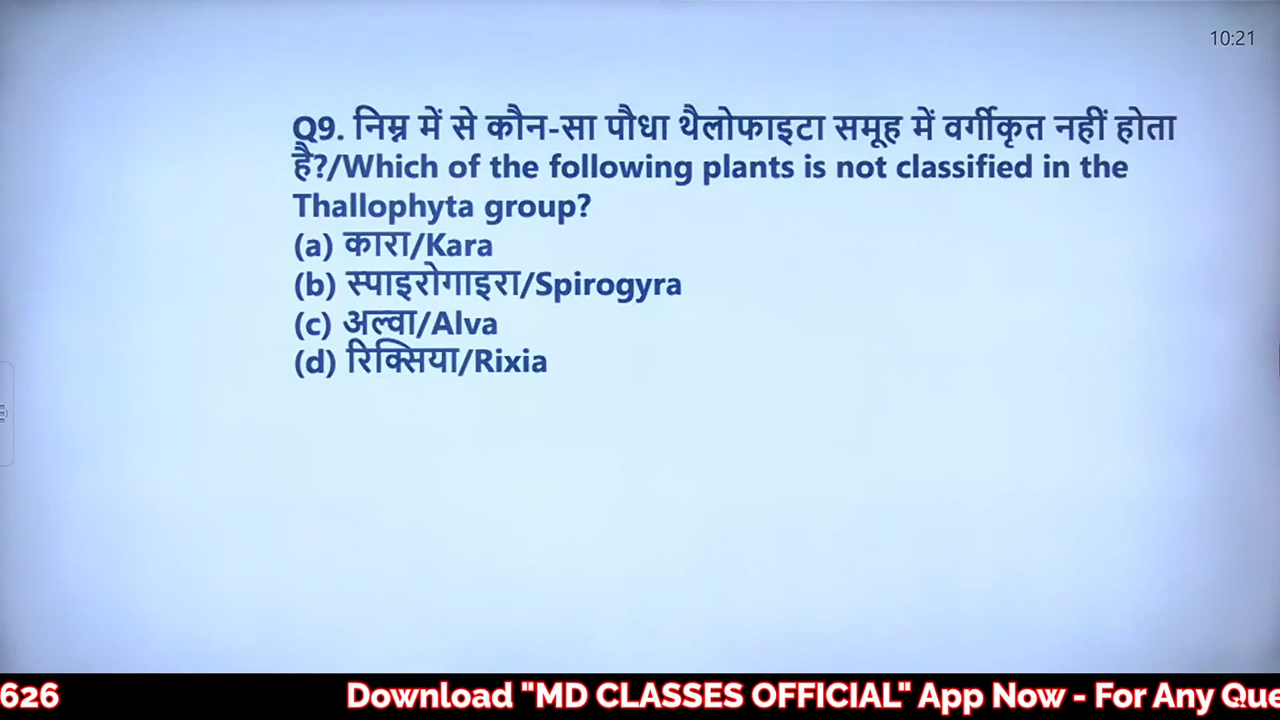 10:21
Q9. निम्न में से कौन-सा पौधा थैलोफाइटा समूह में वर्गीकृत नहीं होता
है?/Which of the following plants is not classified in the
Thallophyta group?
(a) कारा/Kara
(b) स्पाइरोगाइरा/Spirogyra
(c) अल्वा/Alva
(d) रिक्सिया/Rixia
626 Download "MD CLASSES OFFICIAL" App Now - For Any Que